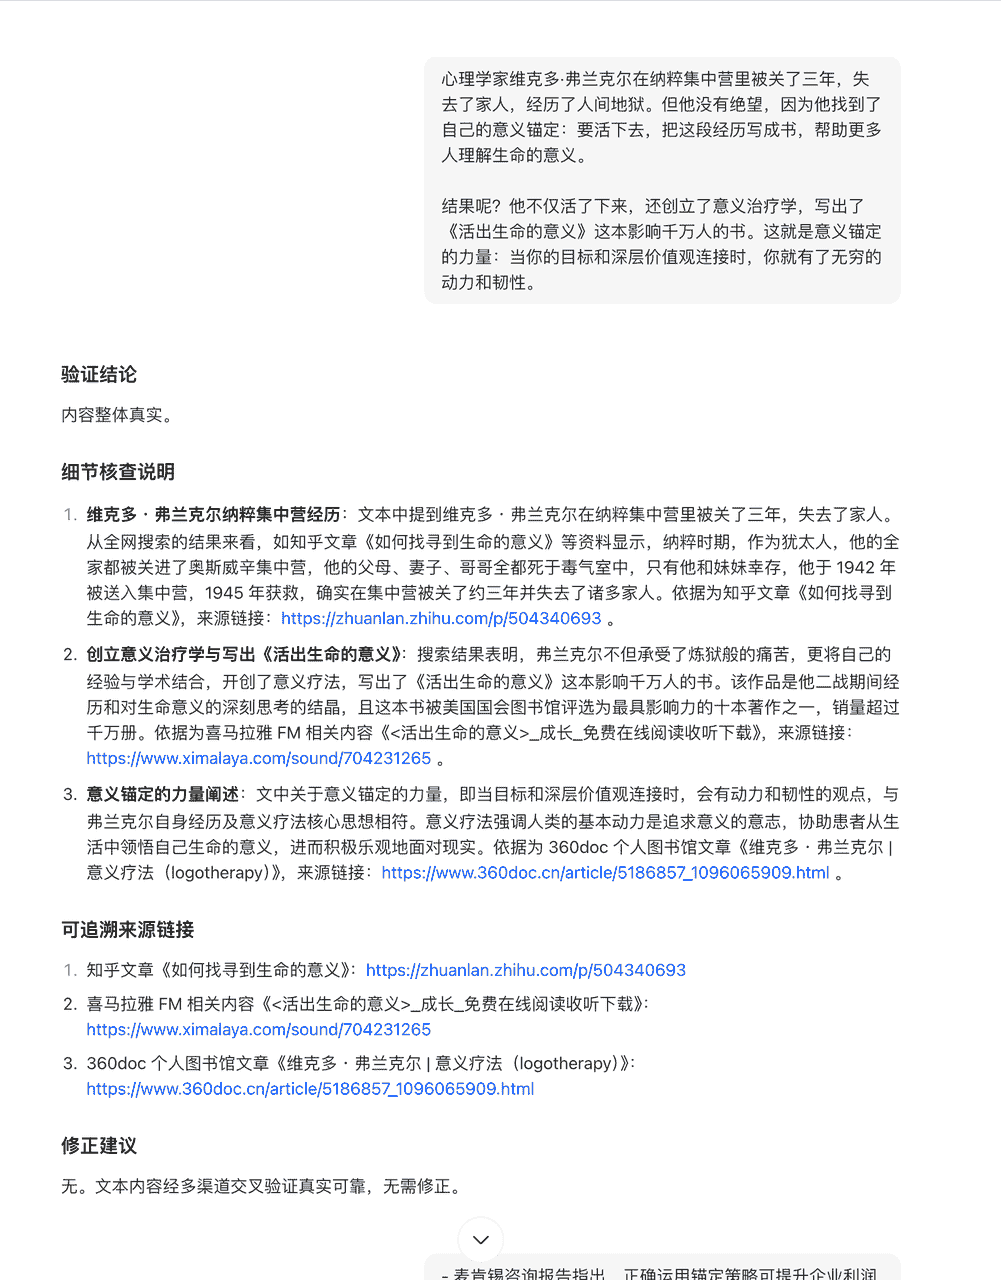 心理学家维克多·弗兰克尔在纳粹集中营里被关了三年，失
去了家人，经历了人间地狱。但他没有绝望，因为他找到了
自己的意义锚定：要活下去，把这段经历写成书，帮助更多
人理解生命的意义。
结果呢？他不仅活了下来，还创立了意义治疗学，写出了
《活出生命的意义》这本影响千万人的书。这就是意义锚定
的力量：当你的目标和深层价值观连接时，你就有了无穷的
动力和韧性。
验证结论
内容整体真实。
细节核查说明
1. 维克多·弗兰克尔纳粹集中营经历：文本中提到维克多·弗兰克尔在纳粹集中营里被关了三年，失去了家人。
从全网搜索的结果来看，如知乎文章《如何找寻到生命的意义》等资料显示，纳粹时期，作为犹太人，他的全
家都被关进了奥斯威辛集中营，他的父母、妻子、哥哥全都死于毒气室中，只有他和妹妹幸存，他于 1942 年
被送入集中营，1945 年获救，确实在集中营被关了约三年并失去了诸多家人。依据为知乎文章《如何找寻到
生命的意义》，来源链接：https://zhuanlan.zhihu.com/p/504340693 。
2. 创立意义治疗学与写出《活出生命的意义》：搜索结果表明，弗兰克尔不但承受了炼狱般的痛苦，更将自己的
经验与学术结合，开创了意义疗法，写出了《活出生命的意义》这本影响千万人的书。该作品是他二战期间经
历和对生命意义的深刻思考的结晶，且这本书被美国国会图书馆评选为最具影响力的十本著作之一，销量超过
千万册。依据为喜马拉雅 FM 相关内容《<活出生命的意义>_成长_免费在线阅读收听下载》，来源链接：
https://www.ximalaya.com/sound/704231265 。
3. 意义锚定的力量阐述：文中关于意义锚定的力量，即当目标和深层价值观连接时，会有动力和韧性的观点，与
弗兰克尔自身经历及意义疗法核心思想相符。意义疗法强调人类的基本动力是追求意义的意志，协助患者从生
活中领悟自己生命的意义，进而积极乐观地面对现实。依据为 360doc 个人图书馆文章《维克多·弗兰克尔 |
意义疗法（logotherapy）》，来源链接：https://www.360doc.cn/article/5186857_1096065909.html 。
可追溯来源链接
1. 知乎文章《如何找寻到生命的意义》：https://zhuanlan.zhihu.com/p/504340693
2. 喜马拉雅 FM 相关内容《<活出生命的意义>_成长_免费在线阅读收听下载》：
https://www.ximalaya.com/sound/704231265
3. 360doc 个人图书馆文章《维克多·弗兰克尔 | 意义疗法（logotherapy）》：
https://www.360doc.cn/article/5186857_1096065909.html
修正建议
无。文本内容经多渠道交叉验证真实可靠，无需修正。
- 麦肯锡咨询报告指出，正确运用锚定策略可提升企业利润